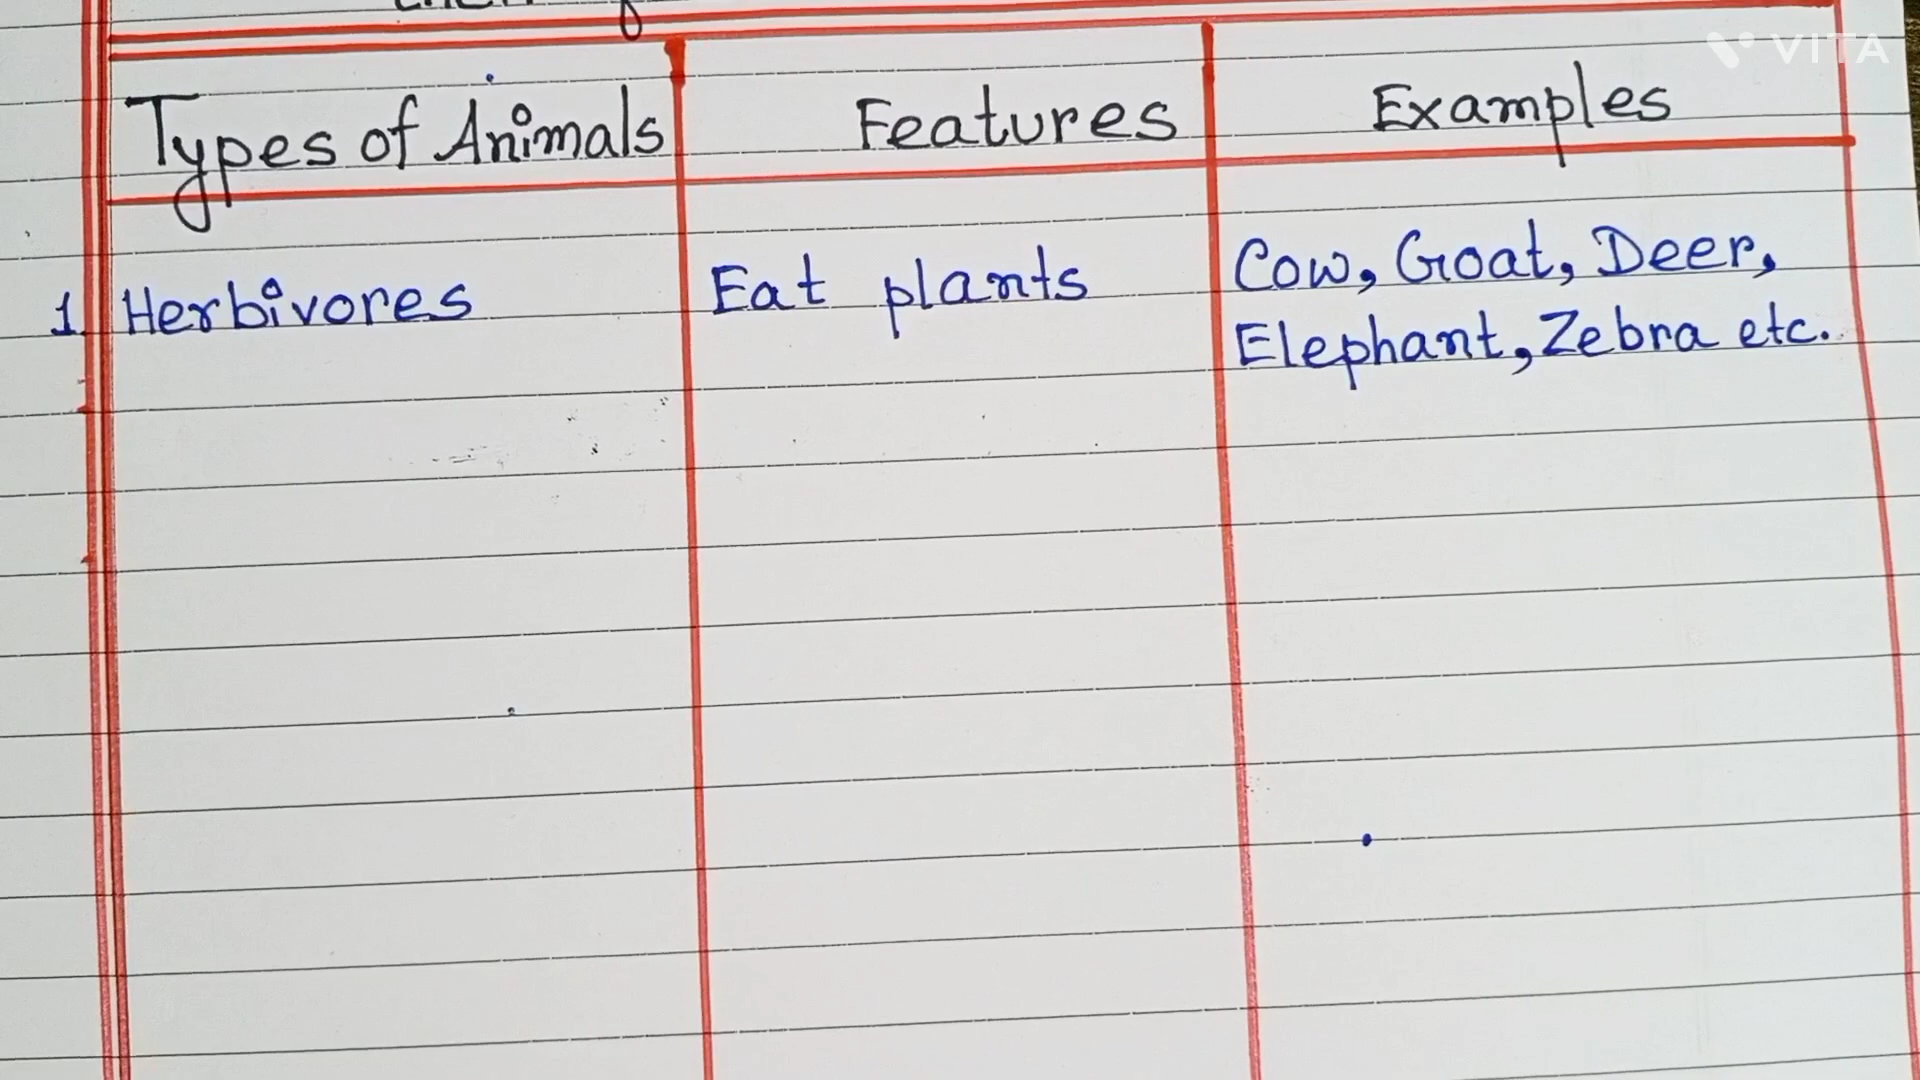 VITA
Types of Animals Features Examples
1. Herbivores Eat plants Cow, Goat, Deer,
Elephant, Zebra etc.